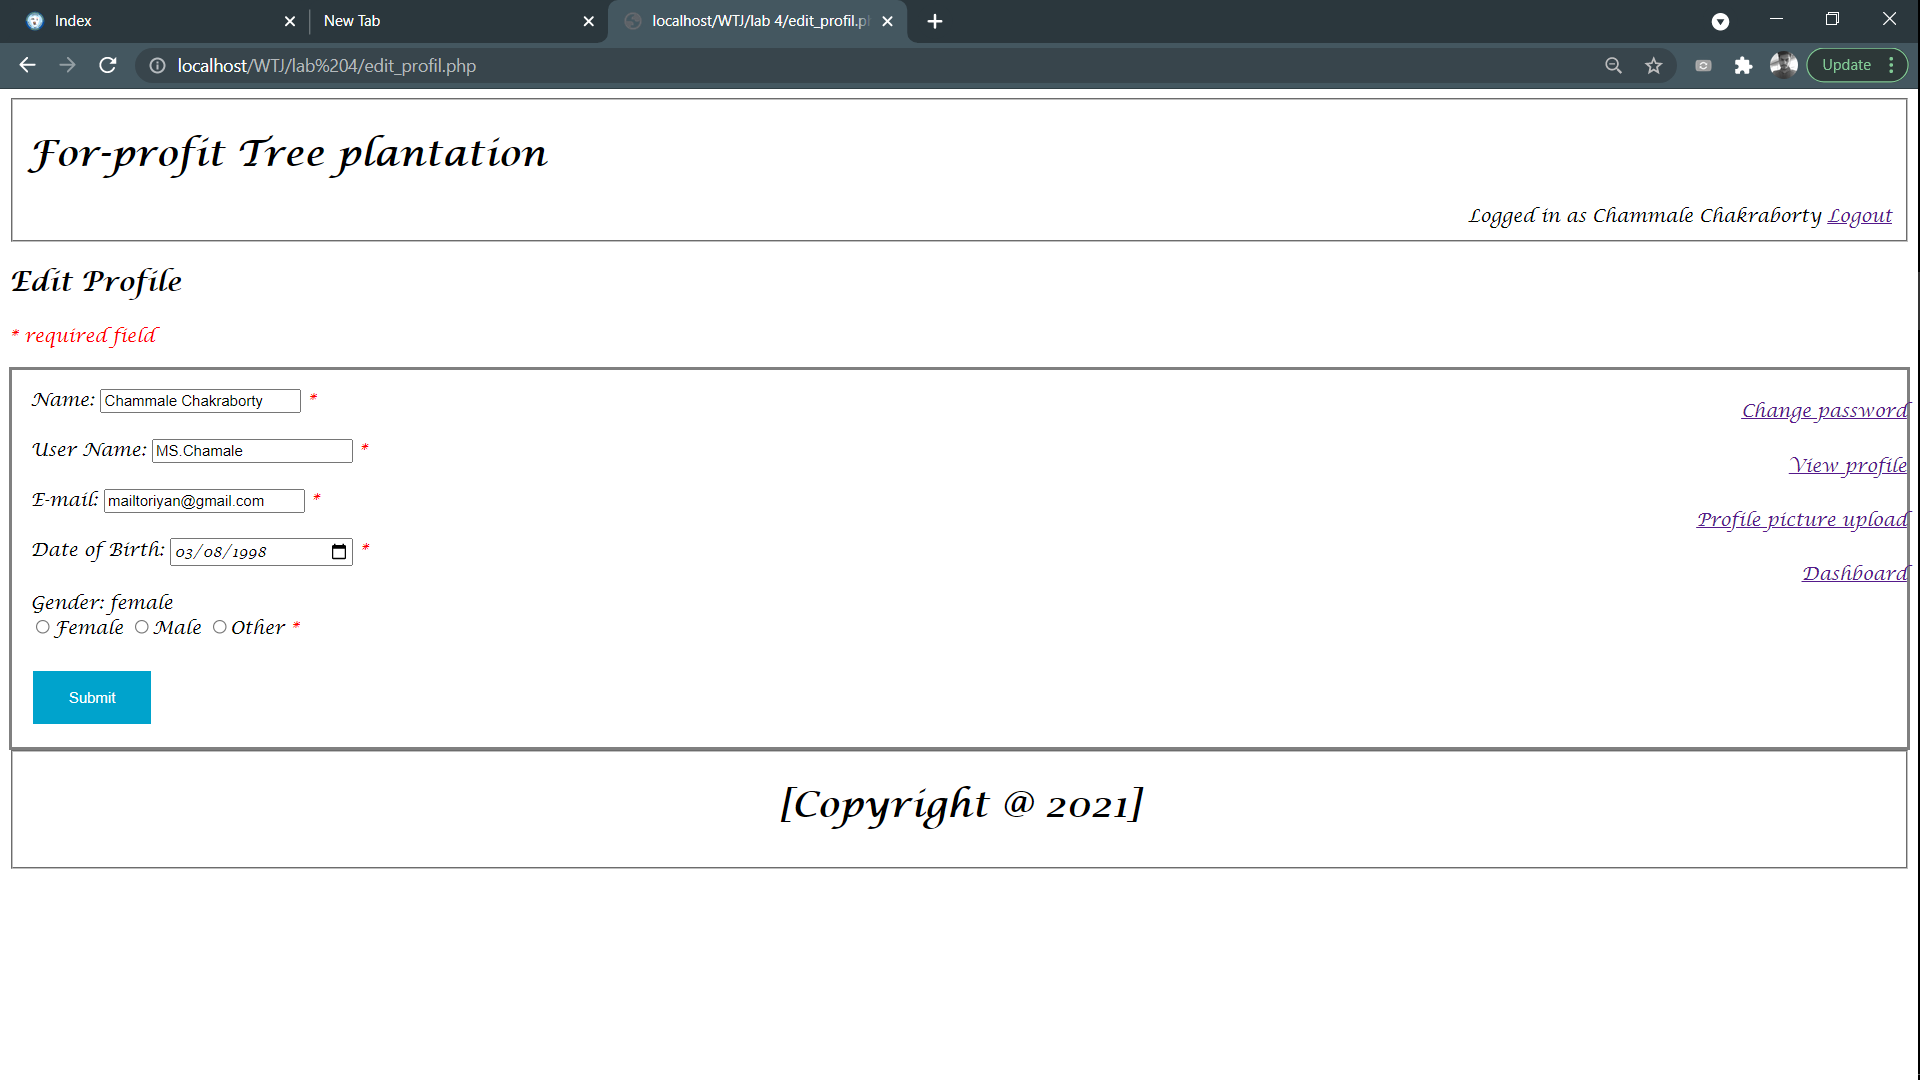 Index
New Tab
localhost/WTJ/lab 4/edit_profil.ph
localhost/WTJ/lab%204/edit_profil.php
Update
For-profit Tree plantation
Logged in as Chammale Chakraborty Logout
Edit Profile
* required field
Name: Chammale Chakraborty *
User Name: MS.Chamale *
E-mail: mailtoriyan@gmail.com *
Date of Birth: 03/08/1998 *
Gender: female
Female Male Other *
Submit
Change password
View profile
Profile picture upload
Dashboard
[Copyright @ 2021]